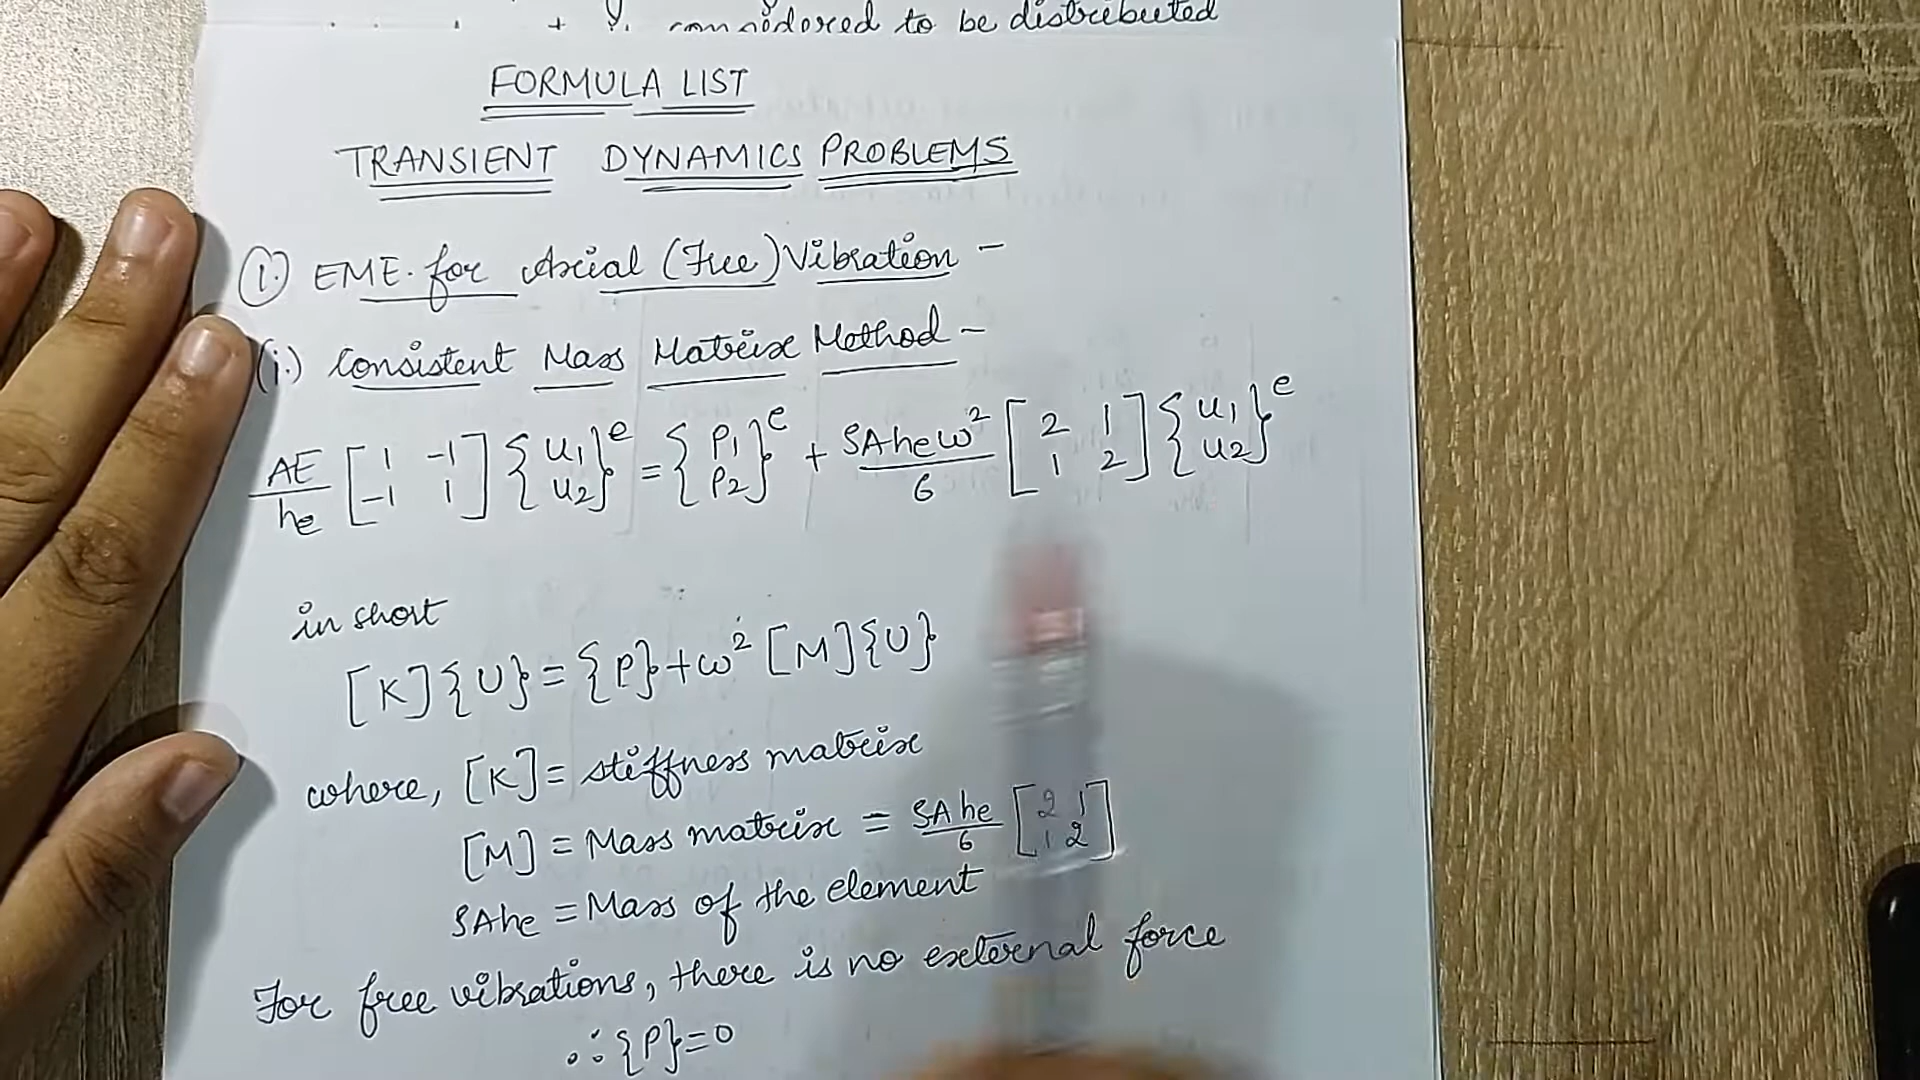 considered to be distributed
FORMULA LIST
TRANSIENT DYNAMICS PROBLEMS
①. EME. for Axial (Free) Vibration –
(i.) Consistent Mass Matrix Method –
AE/he [1 -1; -1 1] {u1; u2}^e = {P1; P2}^e + ρAheω²/6 [2 1; 1 2] {u1; u2}^e
in short
[K]{U} = {P} + ω² [M]{U}
where, [K] = stiffness matrix
[M] = Mass matrix = ρAhe/6 [2 1; 1 2]
ρAhe = Mass of the element
For free vibrations, there is no external force
∴ {P} = 0